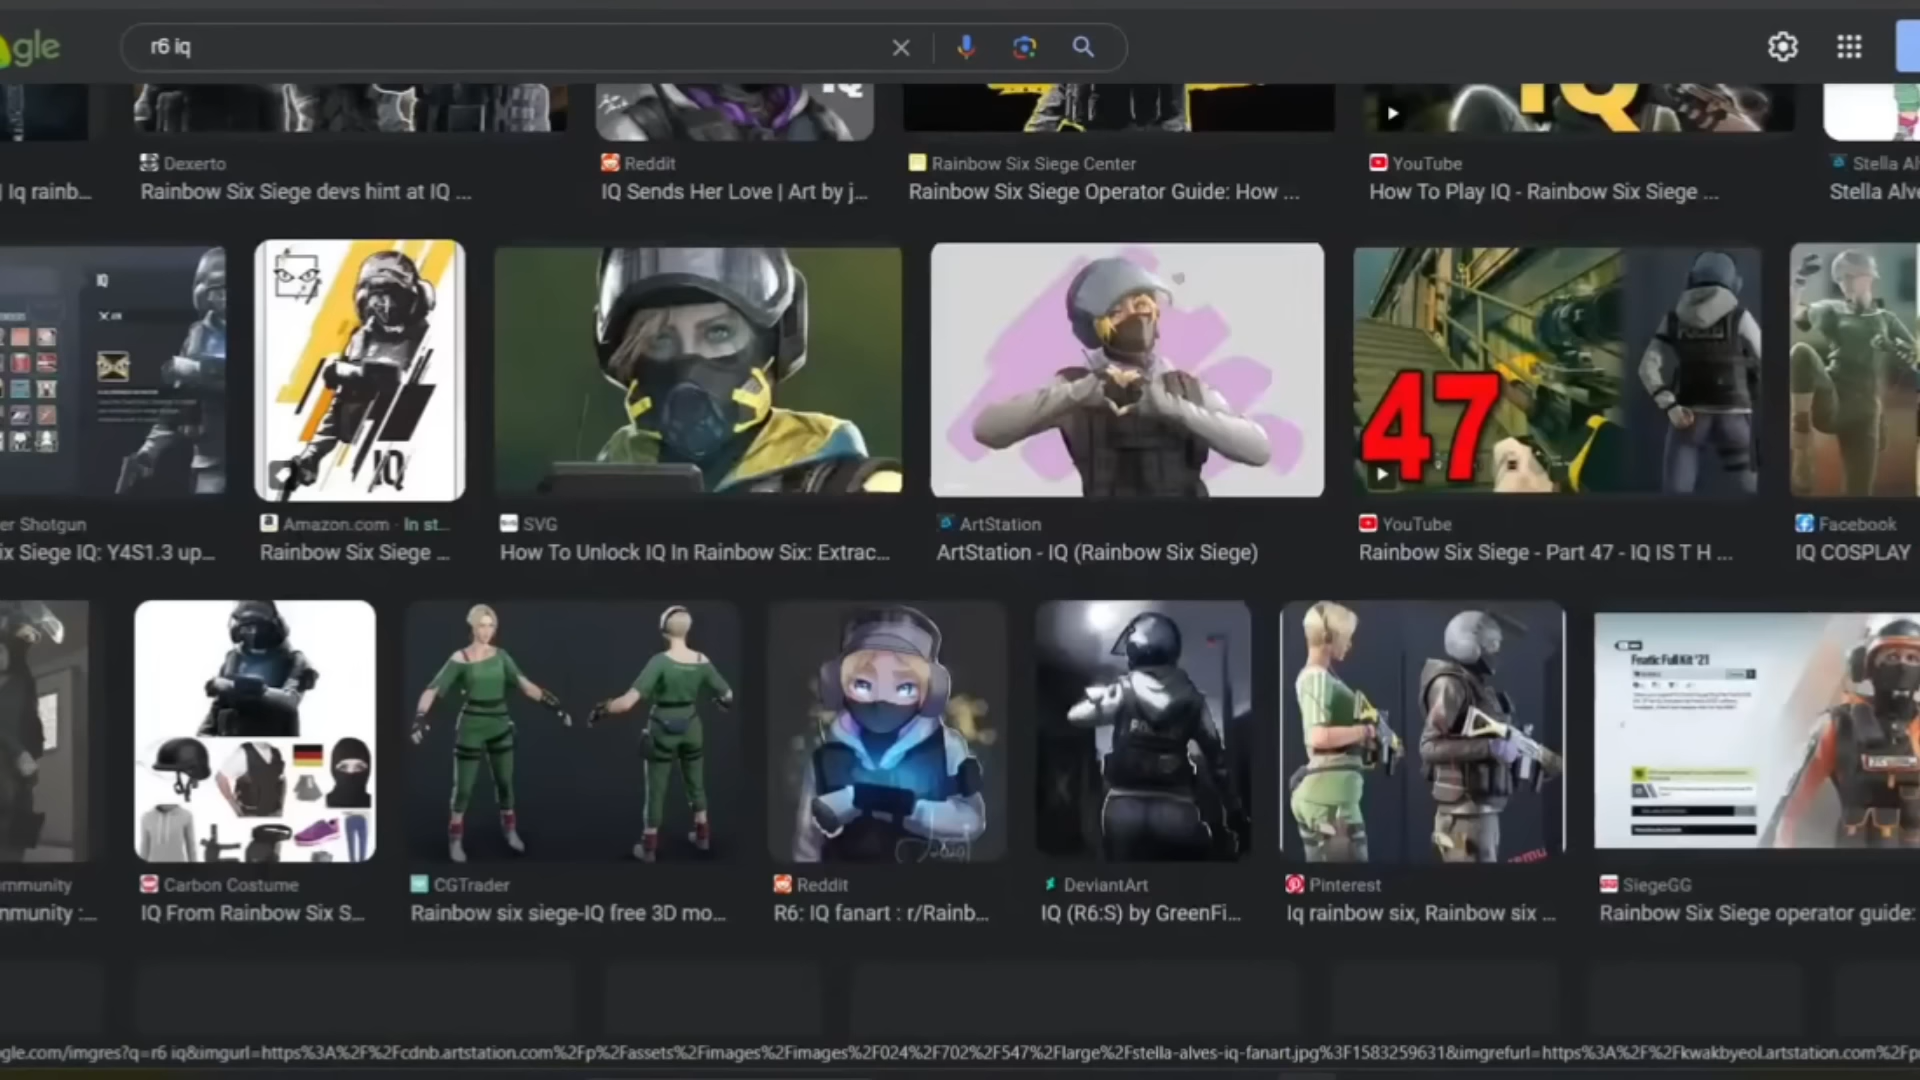 gle
r6 iq
IQ
Dexerto
Reddit
Rainbow Six Siege Center
YouTube
Stella Al
Iq rainb...
Rainbow Six Siege devs hint at IQ ...
IQ Sends Her Love | Art by j...
Rainbow Six Siege Operator Guide: How ...
How To Play IQ - Rainbow Six Siege ...
Stella Alve
IQ
IQ
47
er Shotgun
Amazon.com · In st...
SVG
ArtStation
YouTube
Facebook
ix Siege IQ: Y4S1.3 up...
Rainbow Six Siege ...
How To Unlock IQ In Rainbow Six: Extrac...
ArtStation - IQ (Rainbow Six Siege)
Rainbow Six Siege - Part 47 - IQ IS T H ...
IQ COSPLAY
Fnatic Full Kit '21
mmunity
Carbon Costume
CGTrader
Reddit
DeviantArt
Pinterest
SiegeGG
nmunity :...
IQ From Rainbow Six S...
Rainbow six siege-IQ free 3D mo...
R6: IQ fanart : r/Rainb...
IQ (R6:S) by GreenFi...
Iq rainbow six, Rainbow six ...
Rainbow Six Siege operator guide:
gle.com/imgres?q=r6 iq&imgurl=https%3A%2F%2Fcdnb.artstation.com%2Fp%2Fassets%2Fimages%2Fimages%2F024%2F702%2F547%2Flarge%2Fstella-alves-iq-fanart.jpg%3F1583259631&imgrefurl=https%3A%2F%2Fkwakbyeol.artstation.com%2Fp